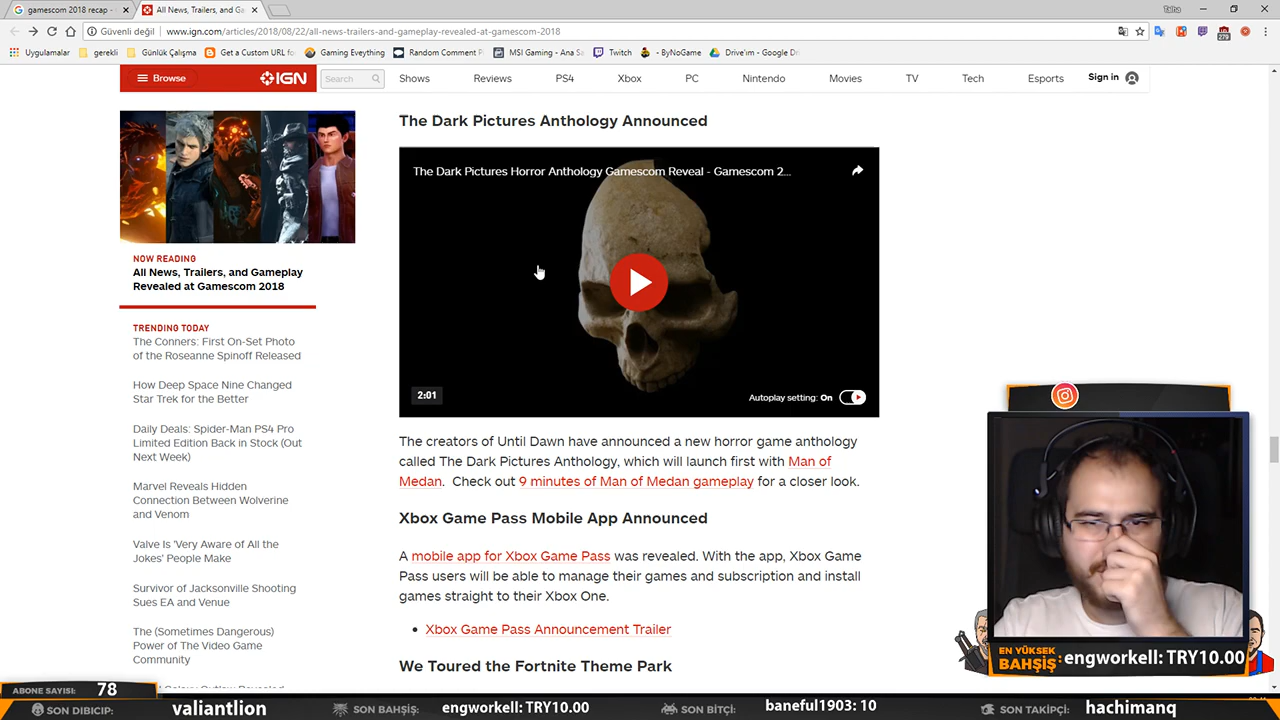 gamescom 2018 recap -
All News, Trailers, and G
Talha
Güvenli değil
www.ign.com/articles/2018/08/22/all-news-trailers-and-gameplay-revealed-at-gamescom-2018
Uygulamalar
gerekli
Günlük Çalışma
Get a Custom URL fo
Gaming Eveything
Random Comment P
MSI Gaming - Ana Sa
Twitch
- ByNoGame
Drive'ım - Google D
279
Browse
IGN
Search
Shows
Reviews
PS4
Xbox
PC
Nintendo
Movies
TV
Tech
Esports
Sign in
NOW READING
All News, Trailers, and Gameplay
Revealed at Gamescom 2018
TRENDING TODAY
The Conners: First On-Set Photo
of the Roseanne Spinoff Released
How Deep Space Nine Changed
Star Trek for the Better
Daily Deals: Spider-Man PS4 Pro
Limited Edition Back in Stock (Out
Next Week)
Marvel Reveals Hidden
Connection Between Wolverine
and Venom
Valve Is 'Very Aware of All the
Jokes' People Make
Survivor of Jacksonville Shooting
Sues EA and Venue
The (Sometimes Dangerous)
Power of The Video Game
Community
The Dark Pictures Anthology Announced
The Dark Pictures Horror Anthology Gamescom Reveal - Gamescom 2...
2:01
Autoplay setting: On
The creators of Until Dawn have announced a new horror game anthology
called The Dark Pictures Anthology, which will launch first with Man of
Medan. Check out 9 minutes of Man of Medan gameplay for a closer look.
Xbox Game Pass Mobile App Announced
A mobile app for Xbox Game Pass was revealed. With the app, Xbox Game
Pass users will be able to manage their games and subscription and install
games straight to their Xbox One.
Xbox Game Pass Announcement Trailer
We Toured the Fortnite Theme Park
EN YÜKSEK
BAHŞİŞ: engworkell: TRY10.00
ABONE SAYISI: 78
SON DIBICIP: valiantlion
SON BAHŞİŞ: engworkell: TRY10.00
SON BİTÇİ: baneful1903: 10
SON TAKİPÇİ: hachimanq